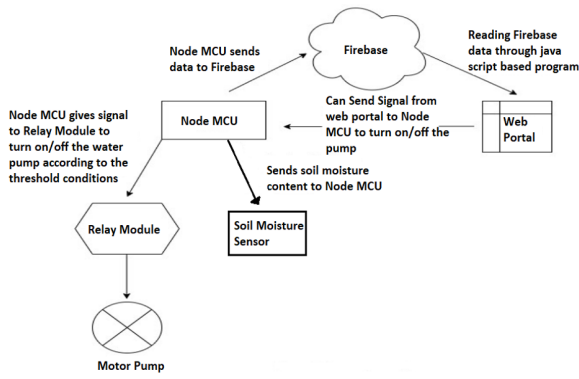 Node MCU sends
data to Firebase
Firebase
Reading Firebase
data through java
script based program
Node MCU gives signal
to Relay Module to
turn on/off the water
pump according to the
threshold conditions
Node MCU
Can Send Signal from
web portal to Node
MCU to turn on/off the
pump
Web
Portal
Sends soil moisture
content to Node MCU
Relay Module
Soil Moisture
Sensor
Motor Pump